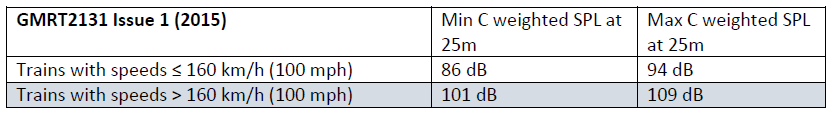 GMRT2131 Issue 1 (2015) Min C weighted SPL at 25m Max C weighted SPL at 25m
Trains with speeds ≤ 160 km/h (100 mph) 86 dB 94 dB
Trains with speeds > 160 km/h (100 mph) 101 dB 109 dB